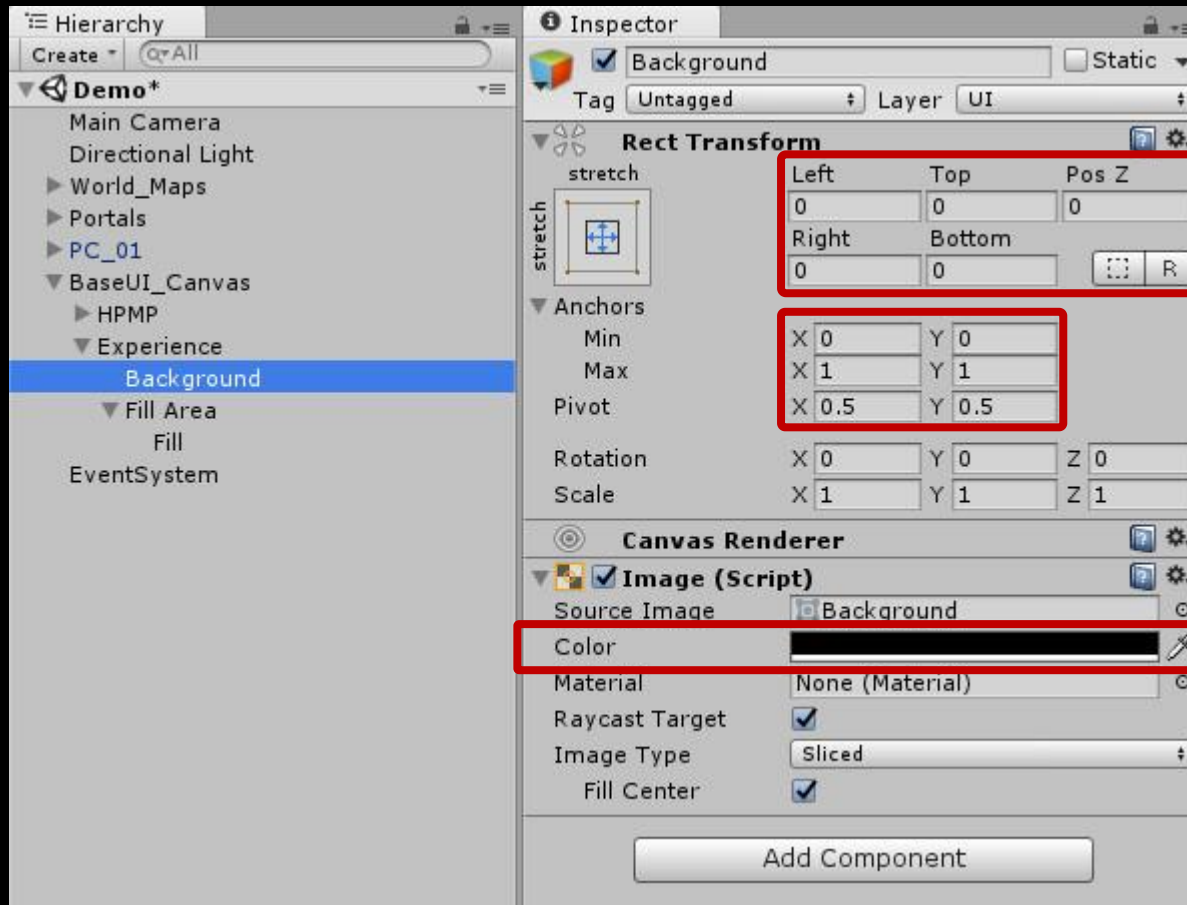 Hierarchy
Create
All
Demo*
Main Camera
Directional Light
World_Maps
Portals
PC_01
BaseUI_Canvas
HPMP
Experience
Background
Fill Area
Fill
EventSystem
Inspector
Background Static
Tag Untagged Layer UI
Rect Transform
stretch
stretch
Left Top Pos Z
0 0 0
Right Bottom
0 0 R
Anchors
Min X 0 Y 0
Max X 1 Y 1
Pivot X 0.5 Y 0.5
Rotation X 0 Y 0 Z 0
Scale X 1 Y 1 Z 1
Canvas Renderer
Image (Script)
Source Image Background
Color
Material None (Material)
Raycast Target
Image Type Sliced
Fill Center
Add Component